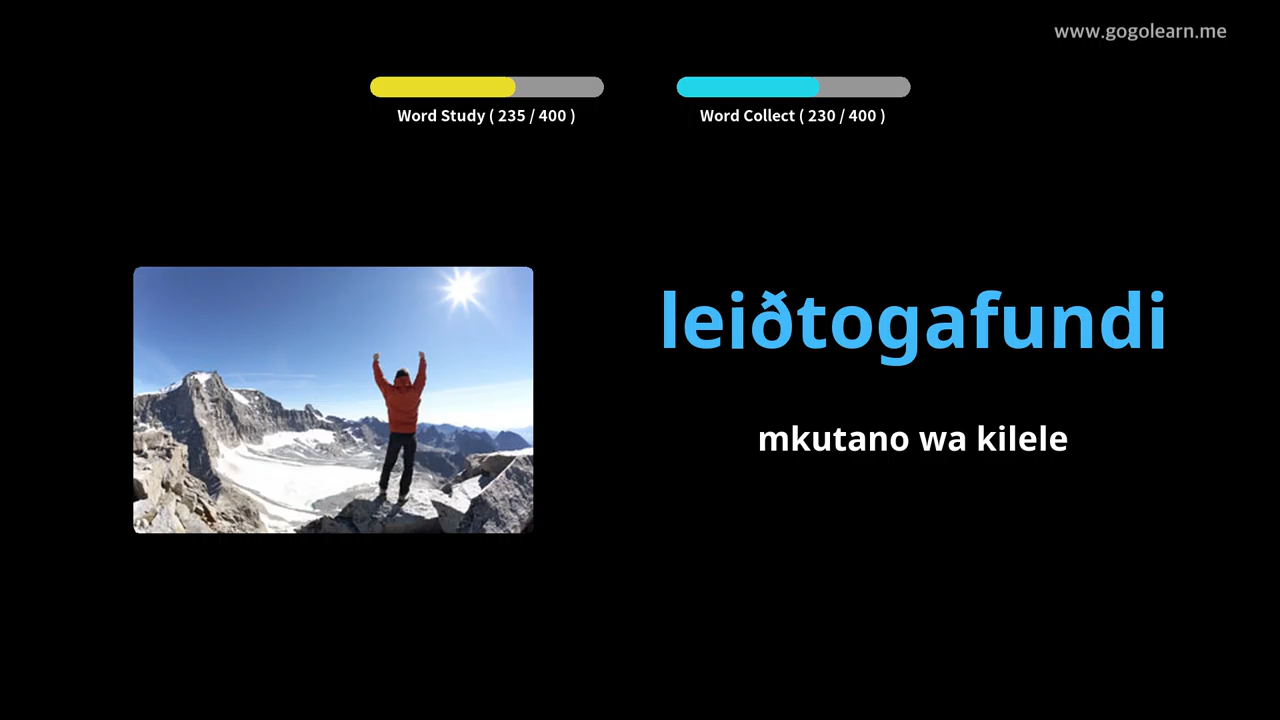 www.gogolearn.me
Word Study ( 235 / 400 )
Word Collect ( 230 / 400 )
leiðtogafundi
mkutano wa kilele